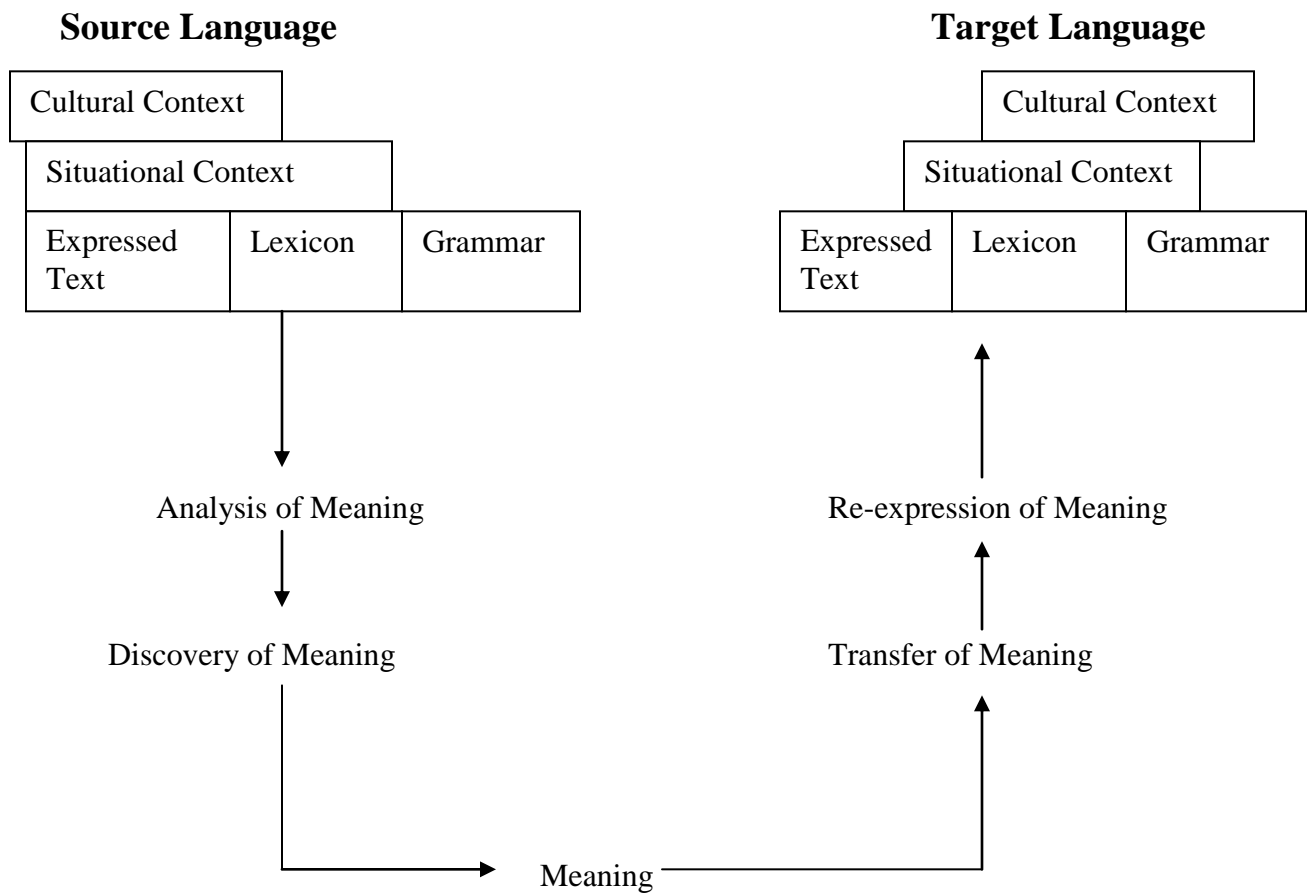 Source Language
Target Language
Cultural Context
Cultural Context
Situational Context
Situational Context
Expressed
Text
Lexicon
Grammar
Expressed
Text
Lexicon
Grammar
Analysis of Meaning
Re-expression of Meaning
Discovery of Meaning
Transfer of Meaning
Meaning